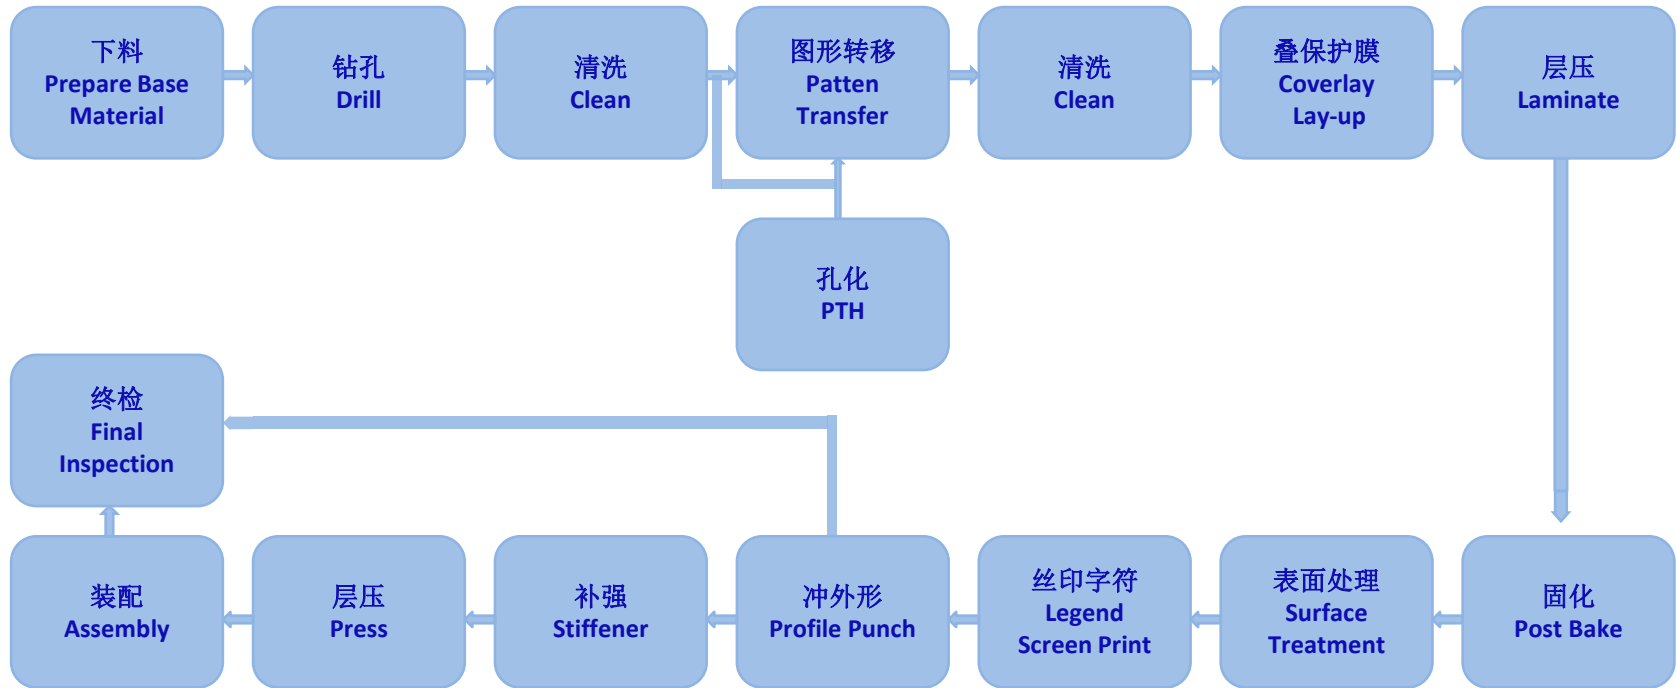 下料
Prepare Base
Material
钻孔
Drill
清洗
Clean
图形转移
Patten
Transfer
清洗
Clean
叠保护膜
Coverlay
Lay-up
层压
Laminate
孔化
PTH
终检
Final
Inspection
装配
Assembly
层压
Press
补强
Stiffener
冲外形
Profile Punch
丝印字符
Legend
Screen Print
表面处理
Surface
Treatment
固化
Post Bake